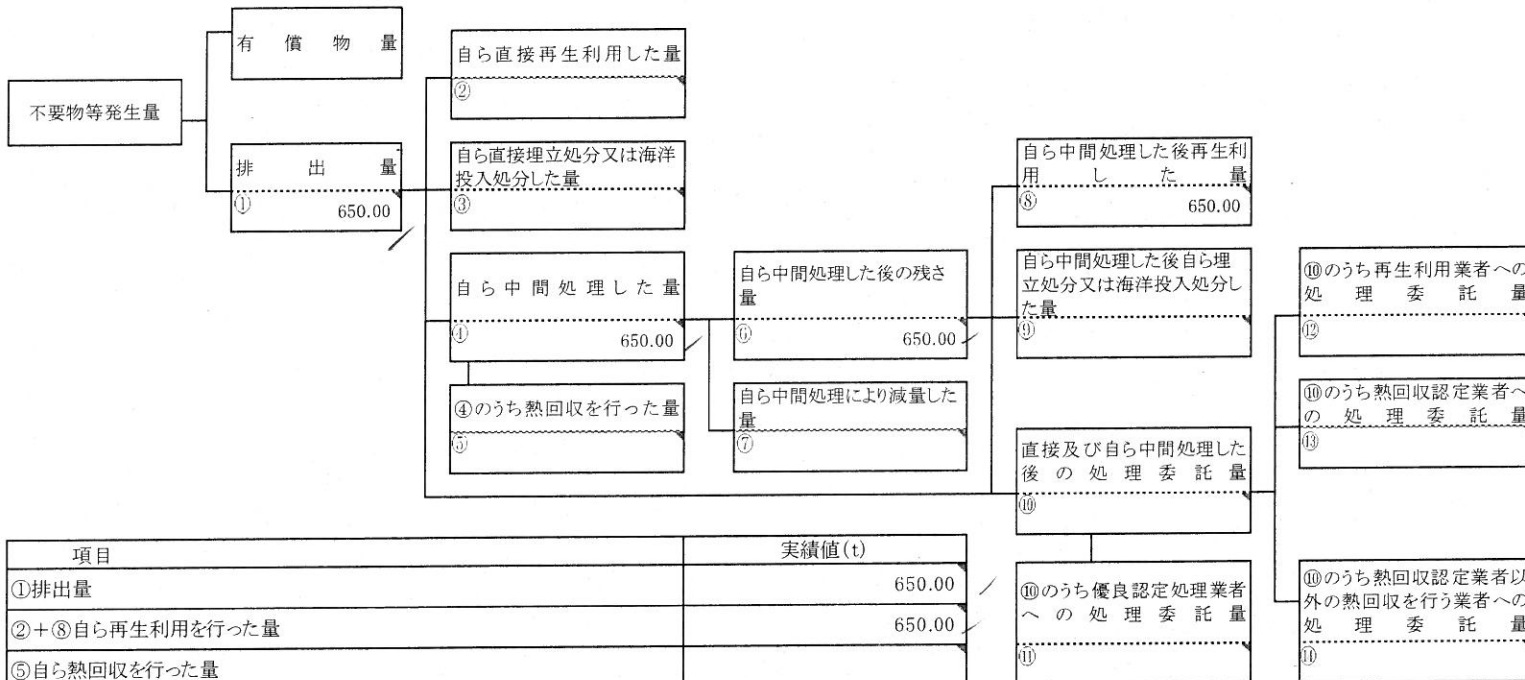 有償物量
不要物等発生量
排出量
①
650.00
自ら直接再生利用した量
②
自ら直接埋立処分又は海洋
投入処分した量
③
自ら中間処理した量
④
650.00
④のうち熱回収を行った量
⑤
自ら中間処理した後の残さ
量
⑥
650.00
自ら中間処理により減量した
量
⑦
自ら中間処理した後再生利
用した量
⑧
650.00
自ら中間処理した後自ら埋
立処分又は海洋投入処分し
た量
⑨
直接及び自ら中間処理した
後の処理委託量
⑩
⑩のうち優良認定処理業者
への処理委託量
⑪
⑩のうち再生利用業者への
処理委託量
⑫
⑩のうち熱回収認定業者へ
の処理委託量
⑬
⑩のうち熱回収認定業者以
外の熱回収を行う業者への
処理委託量
⑭
項目 実績値(t)
①排出量 650.00
②+⑧自ら再生利用を行った量 650.00
⑤自ら熱回収を行った量